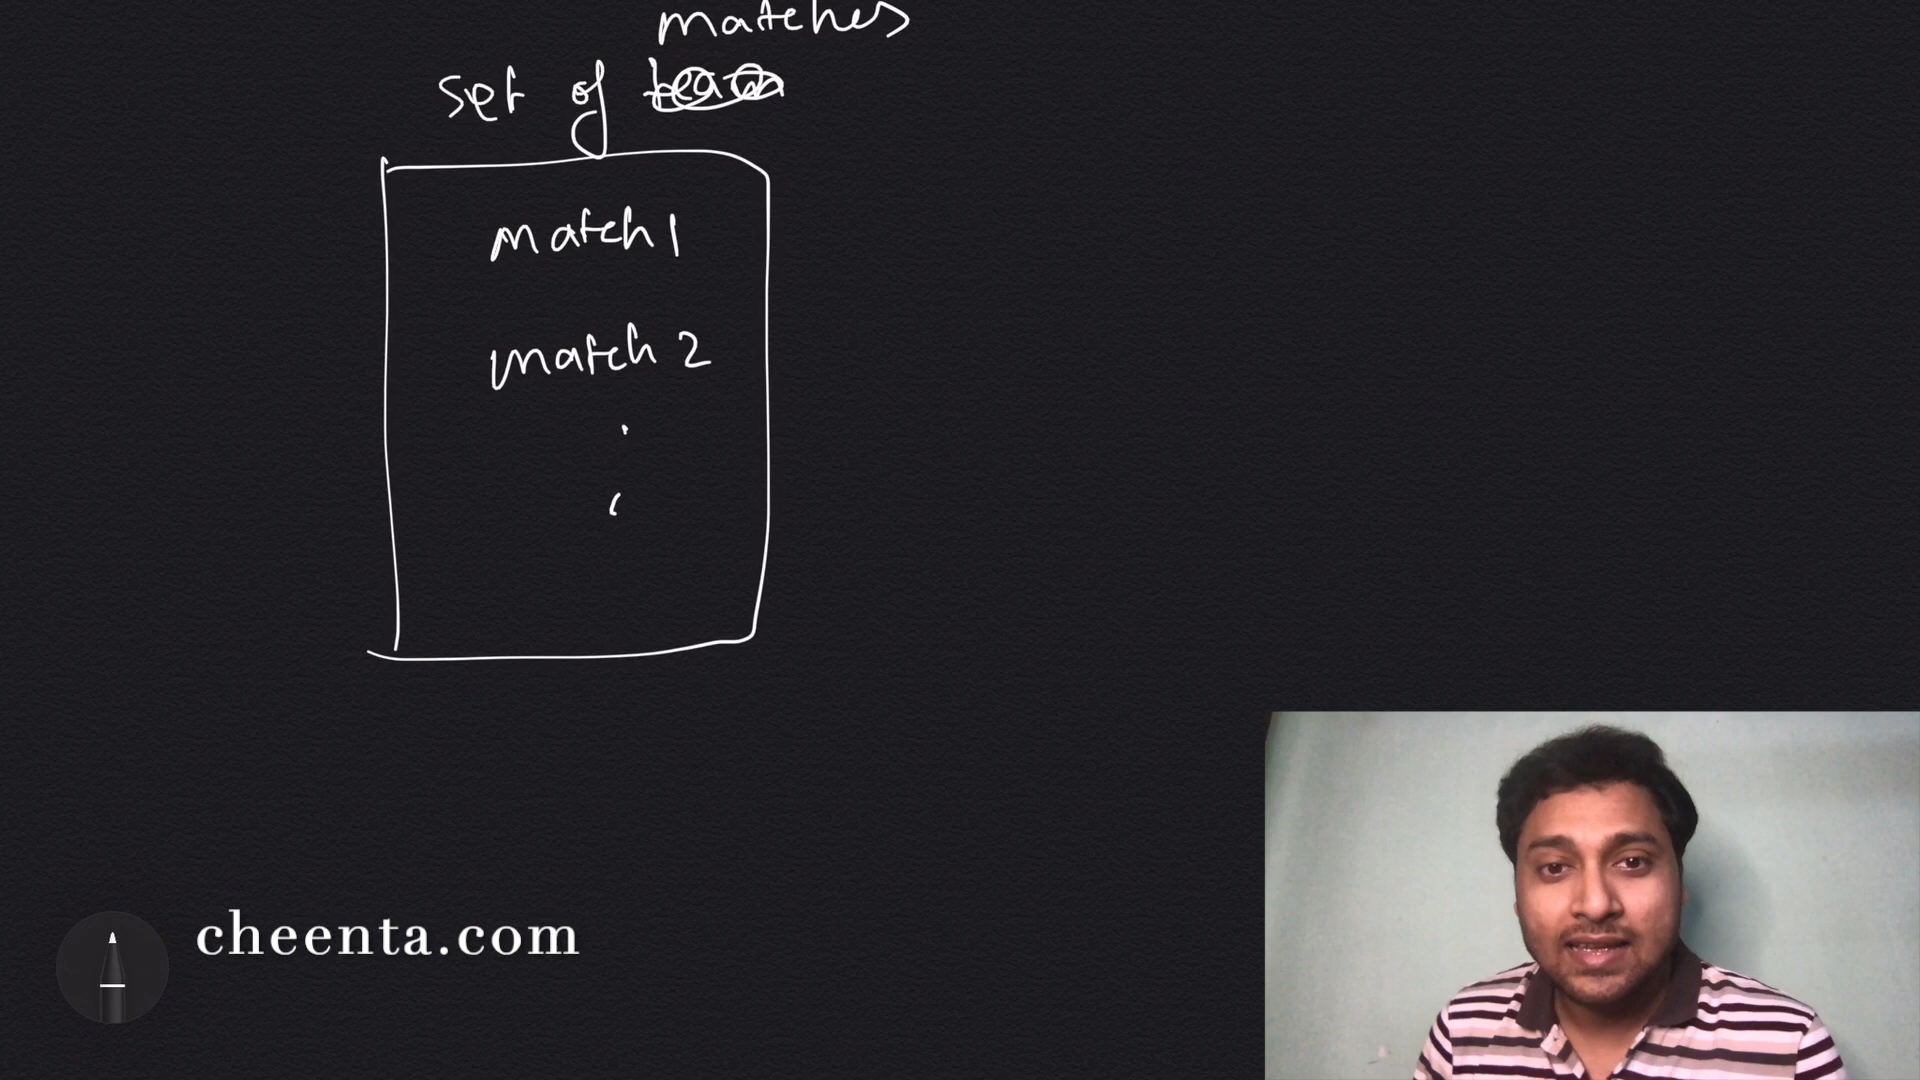 matches
set of
match 1
match 2
cheenta.com